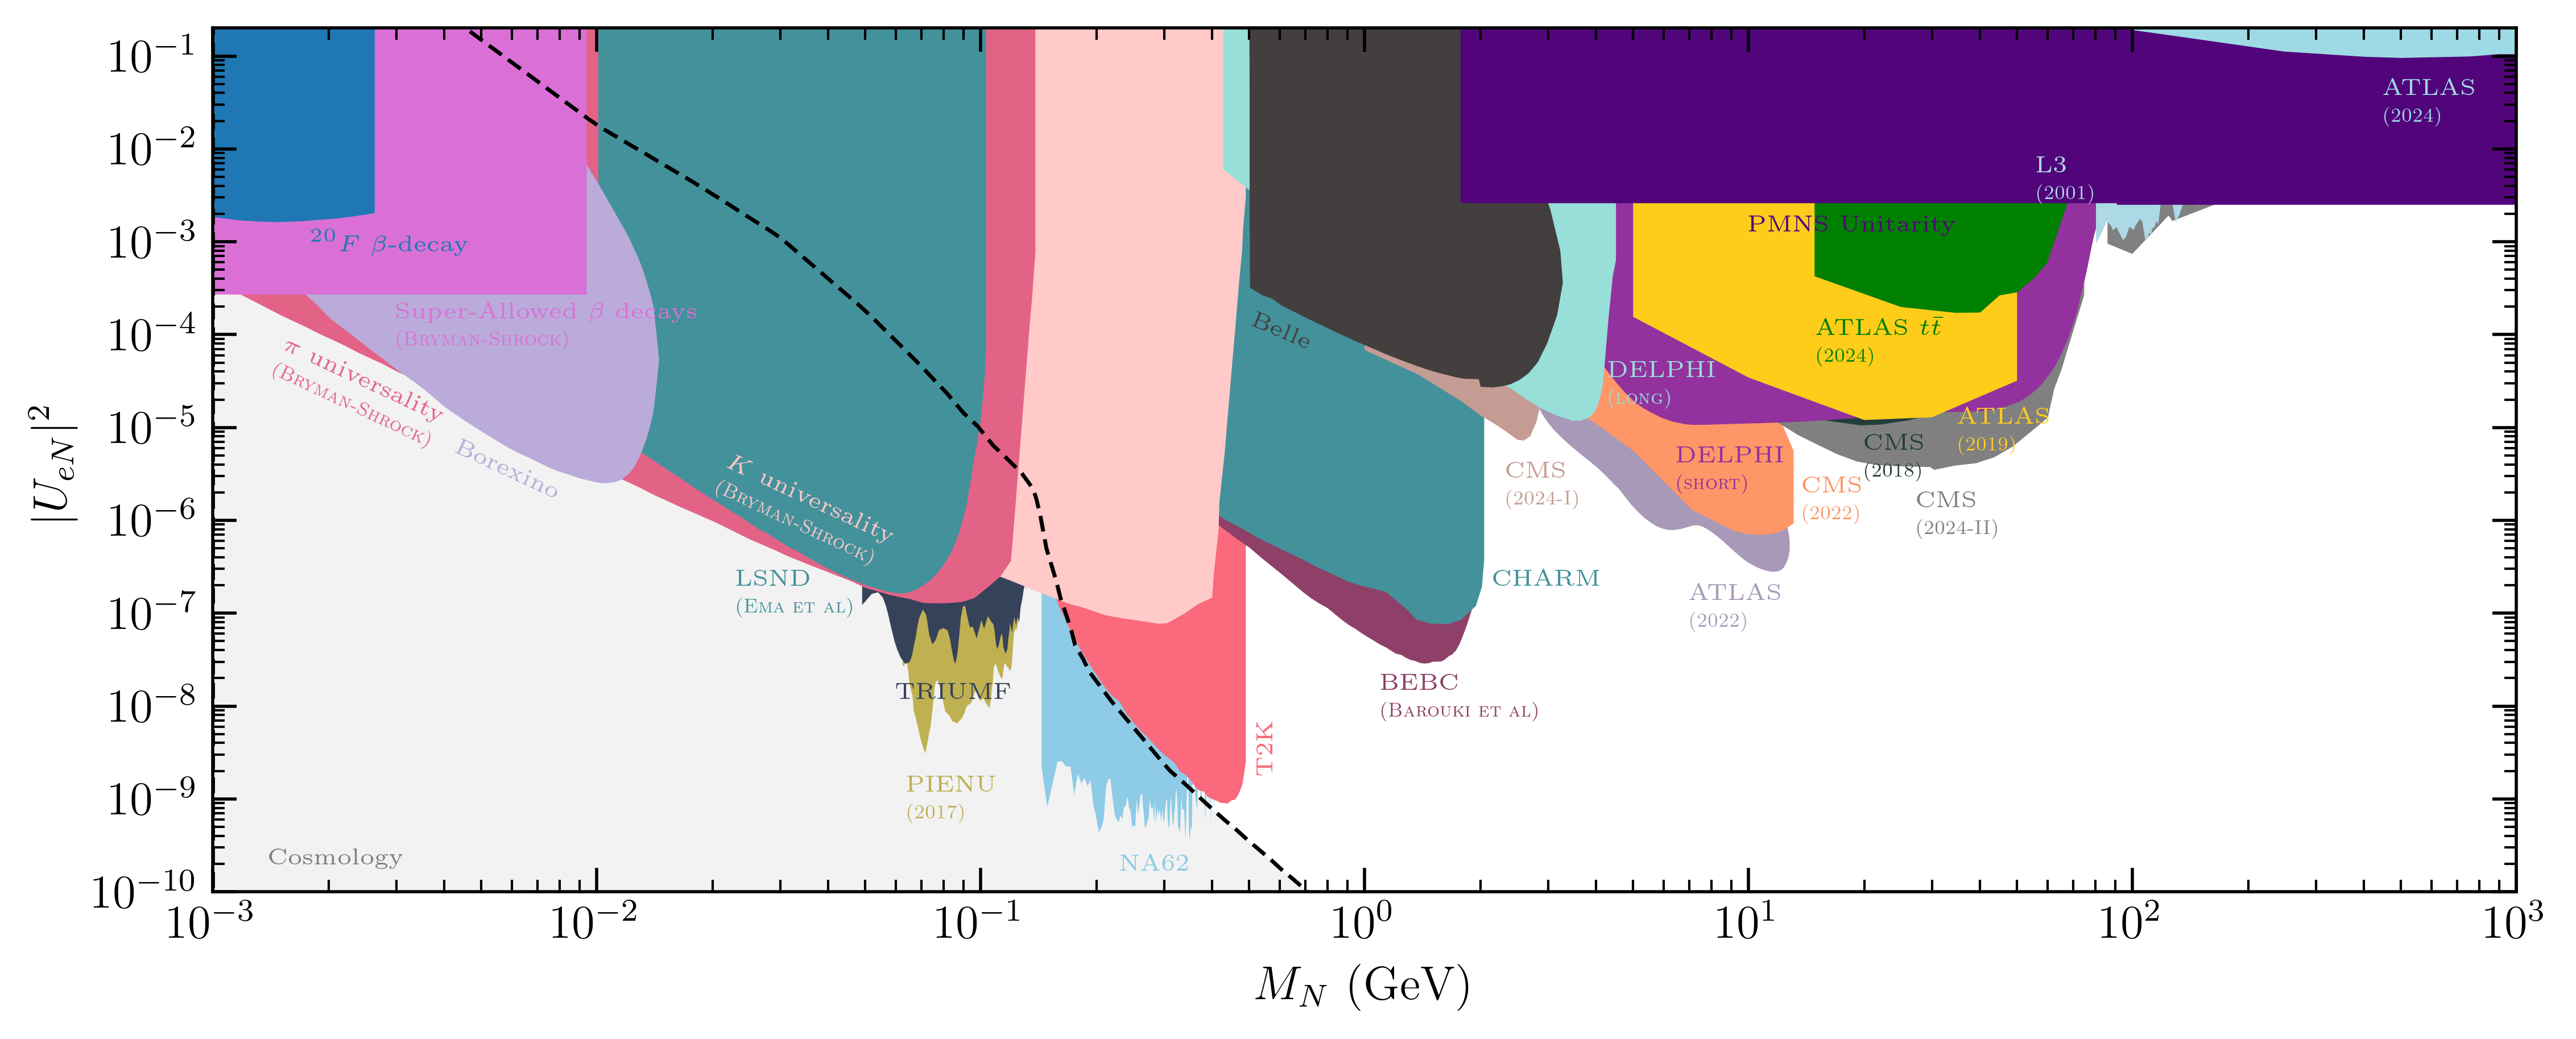 |U_{eN}|^2
10^{-1}
10^{-2}
10^{-3}
10^{-4}
10^{-5}
10^{-6}
10^{-7}
10^{-8}
10^{-9}
10^{-10}
ATLAS
(2024)
L3
(2001)
PMNS Unitarity
^{20}F β-decay
Super-Allowed β decays
(Bryman-Shrock)
π universality
(Bryman-Shrock)
Borexino
K universality
(Bryman-Shrock)
LSND
(Ema et al)
TRIUMF
PIENU
(2017)
NA62
T2K
Cosmology
Belle
CHARM
BEBC
(Barouki et al)
CMS
(2024-I)
DELPHI
(long)
DELPHI
(short)
ATLAS
(2022)
CMS
(2022)
ATLAS tt̄
(2024)
ATLAS
(2019)
CMS
(2018)
CMS
(2024-II)
10^{-3}
10^{-2}
10^{-1}
10^{0}
10^{1}
10^{2}
10^{3}
M_N (GeV)